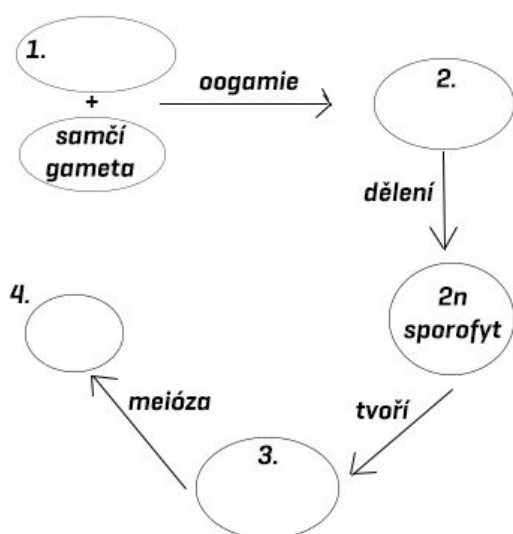 1.
+
samčí
gameta
oogamie
2.
dělení
2n
sporofyt
tvoří
3.
meióza
4.